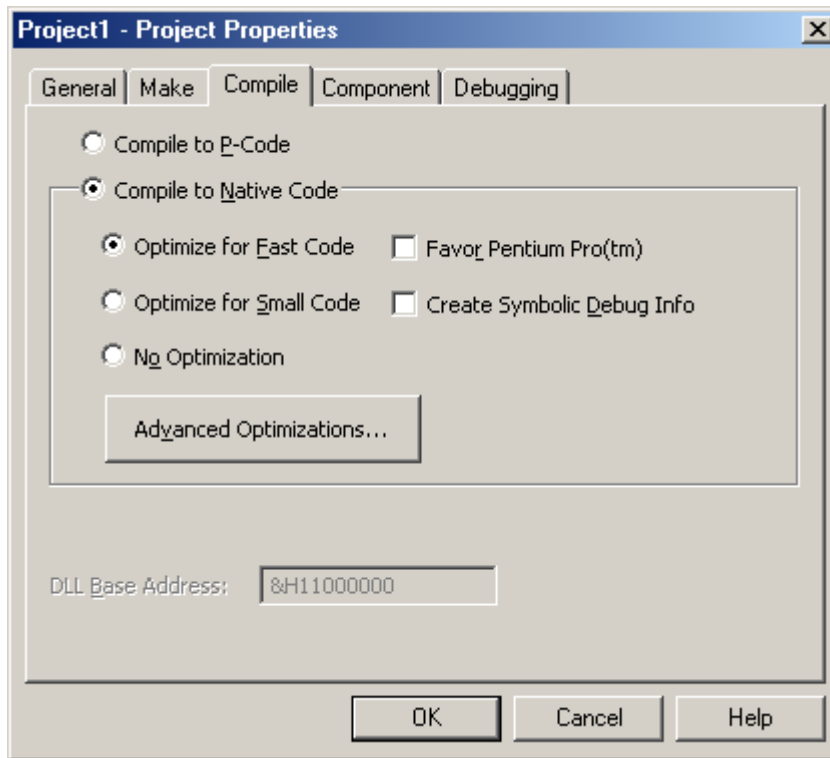 Project1 - Project Properties
General Make Compile Component Debugging
Compile to P-Code
Compile to Native Code
Optimize for Fast Code Favor Pentium Pro(tm)
Optimize for Small Code Create Symbolic Debug Info
No Optimization
Advanced Optimizations...
DLL Base Address: &H11000000
OK Cancel Help